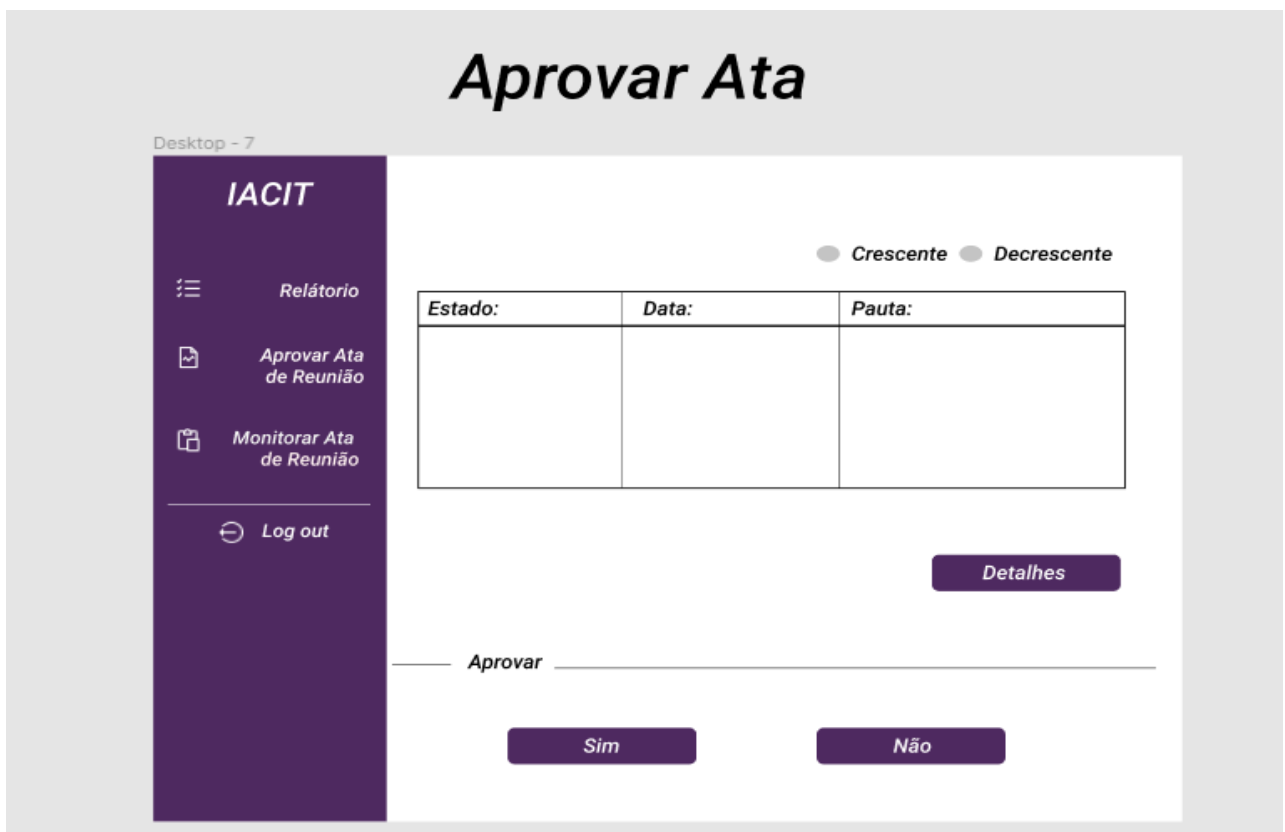 Aprovar Ata
Desktop - 7
IACIT
Relátorio
Aprovar Ata
de Reunião
Monitorar Ata
de Reunião
Log out
Crescente Decrescente
Estado: Data: Pauta:
Detalhes
Aprovar
Sim Não